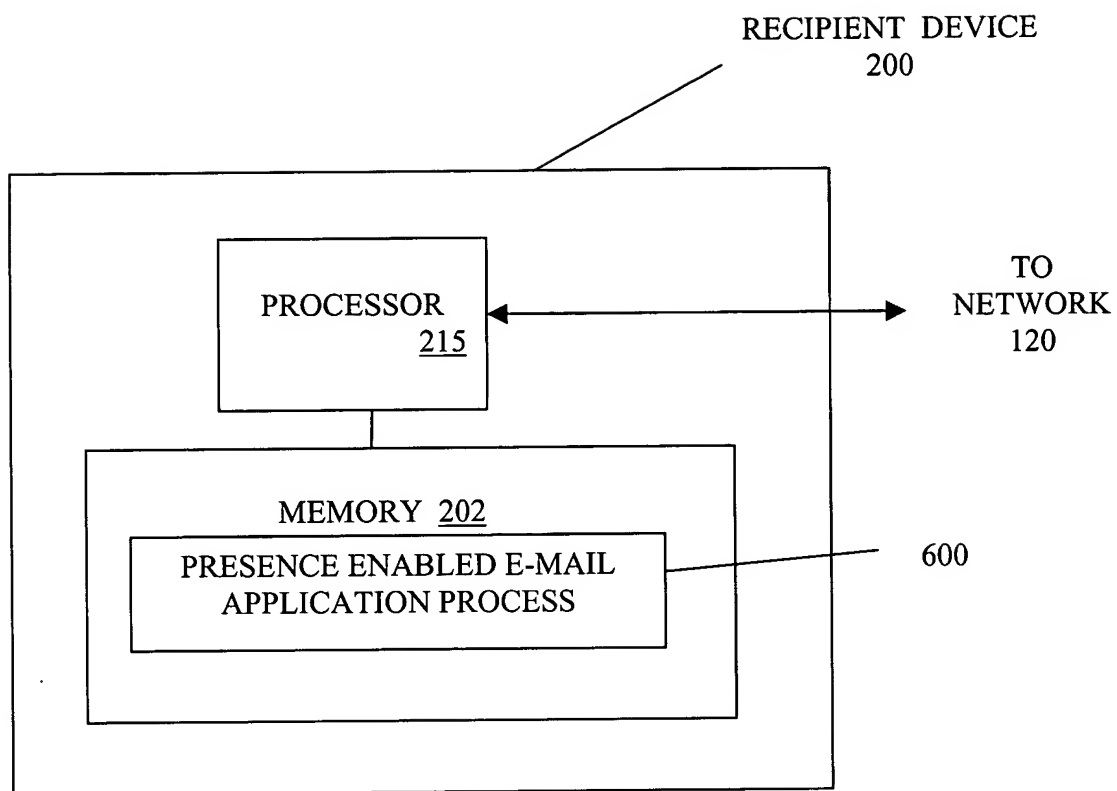 RECIPIENT DEVICE
200
PROCESSOR
215
TO
NETWORK
120
MEMORY 202
PRESENCE ENABLED E-MAIL
APPLICATION PROCESS
600